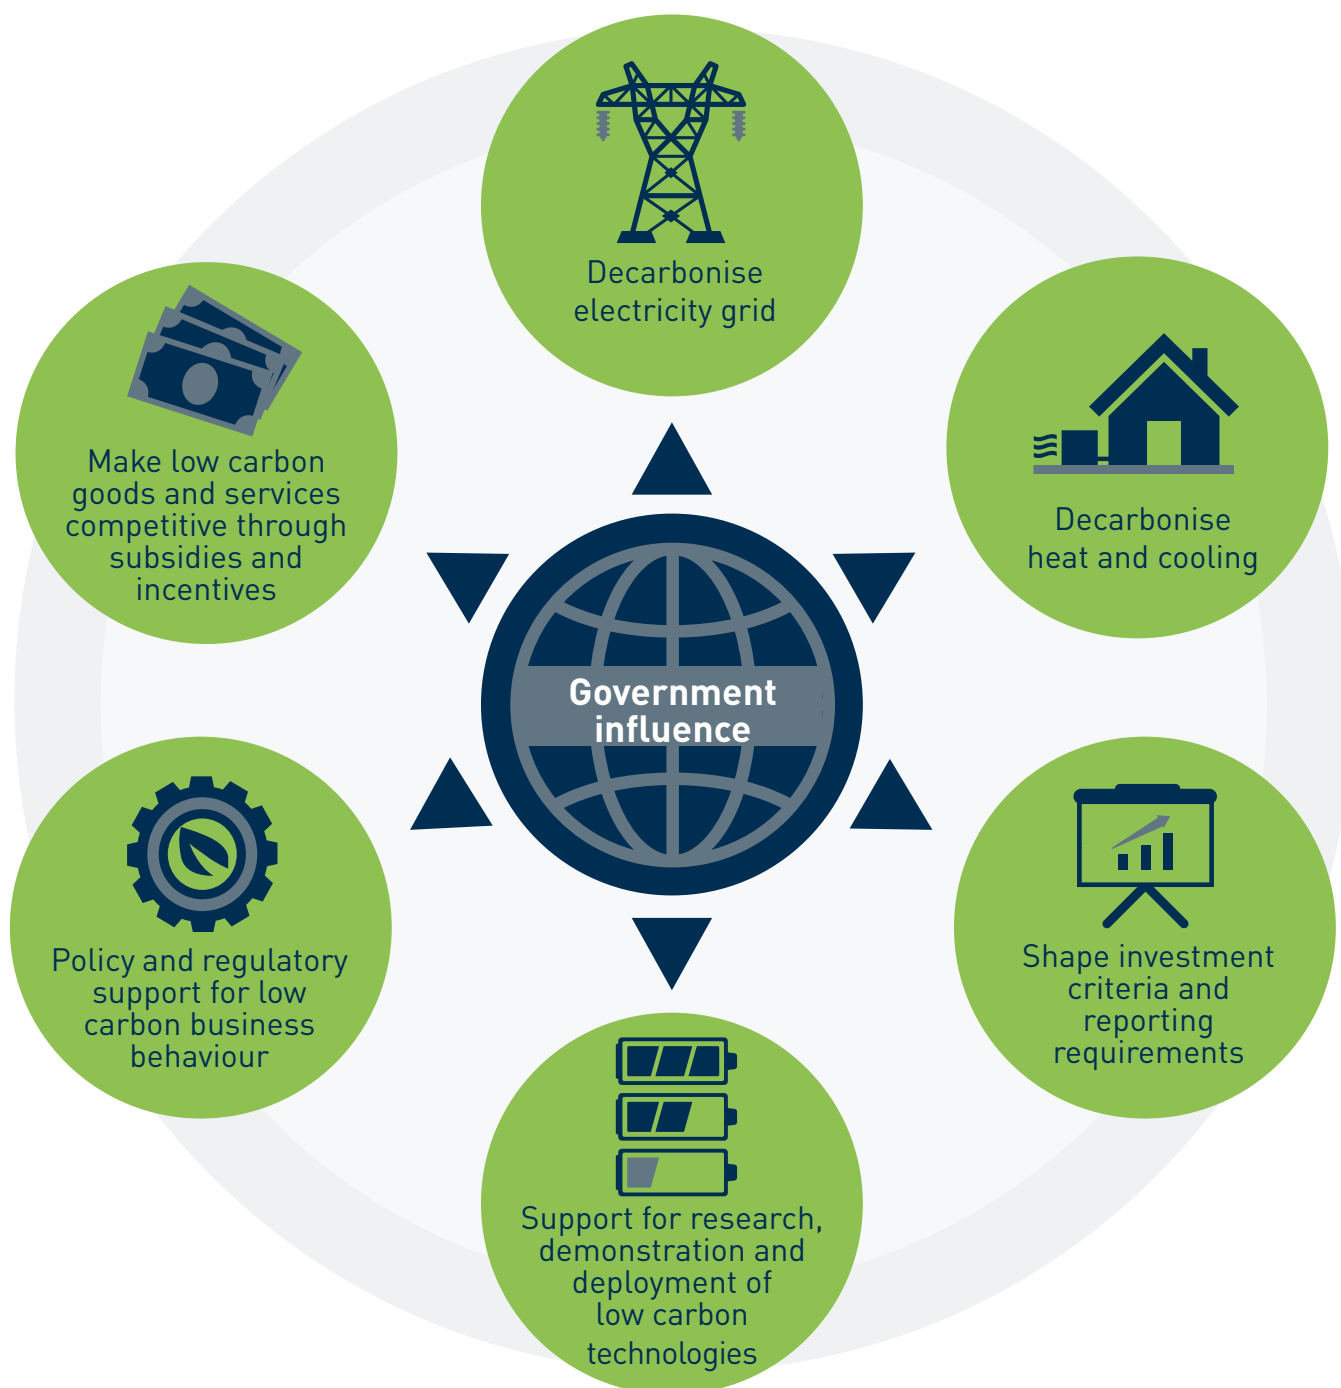 Decarbonise
electricity grid
Make low carbon
goods and services
competitive through
subsidies and
incentives
Decarbonise
heat and cooling
Government
influence
Policy and regulatory
support for low
carbon business
behaviour
Shape investment
criteria and
reporting
requirements
Support for research,
demonstration and
deployment of
low carbon
technologies